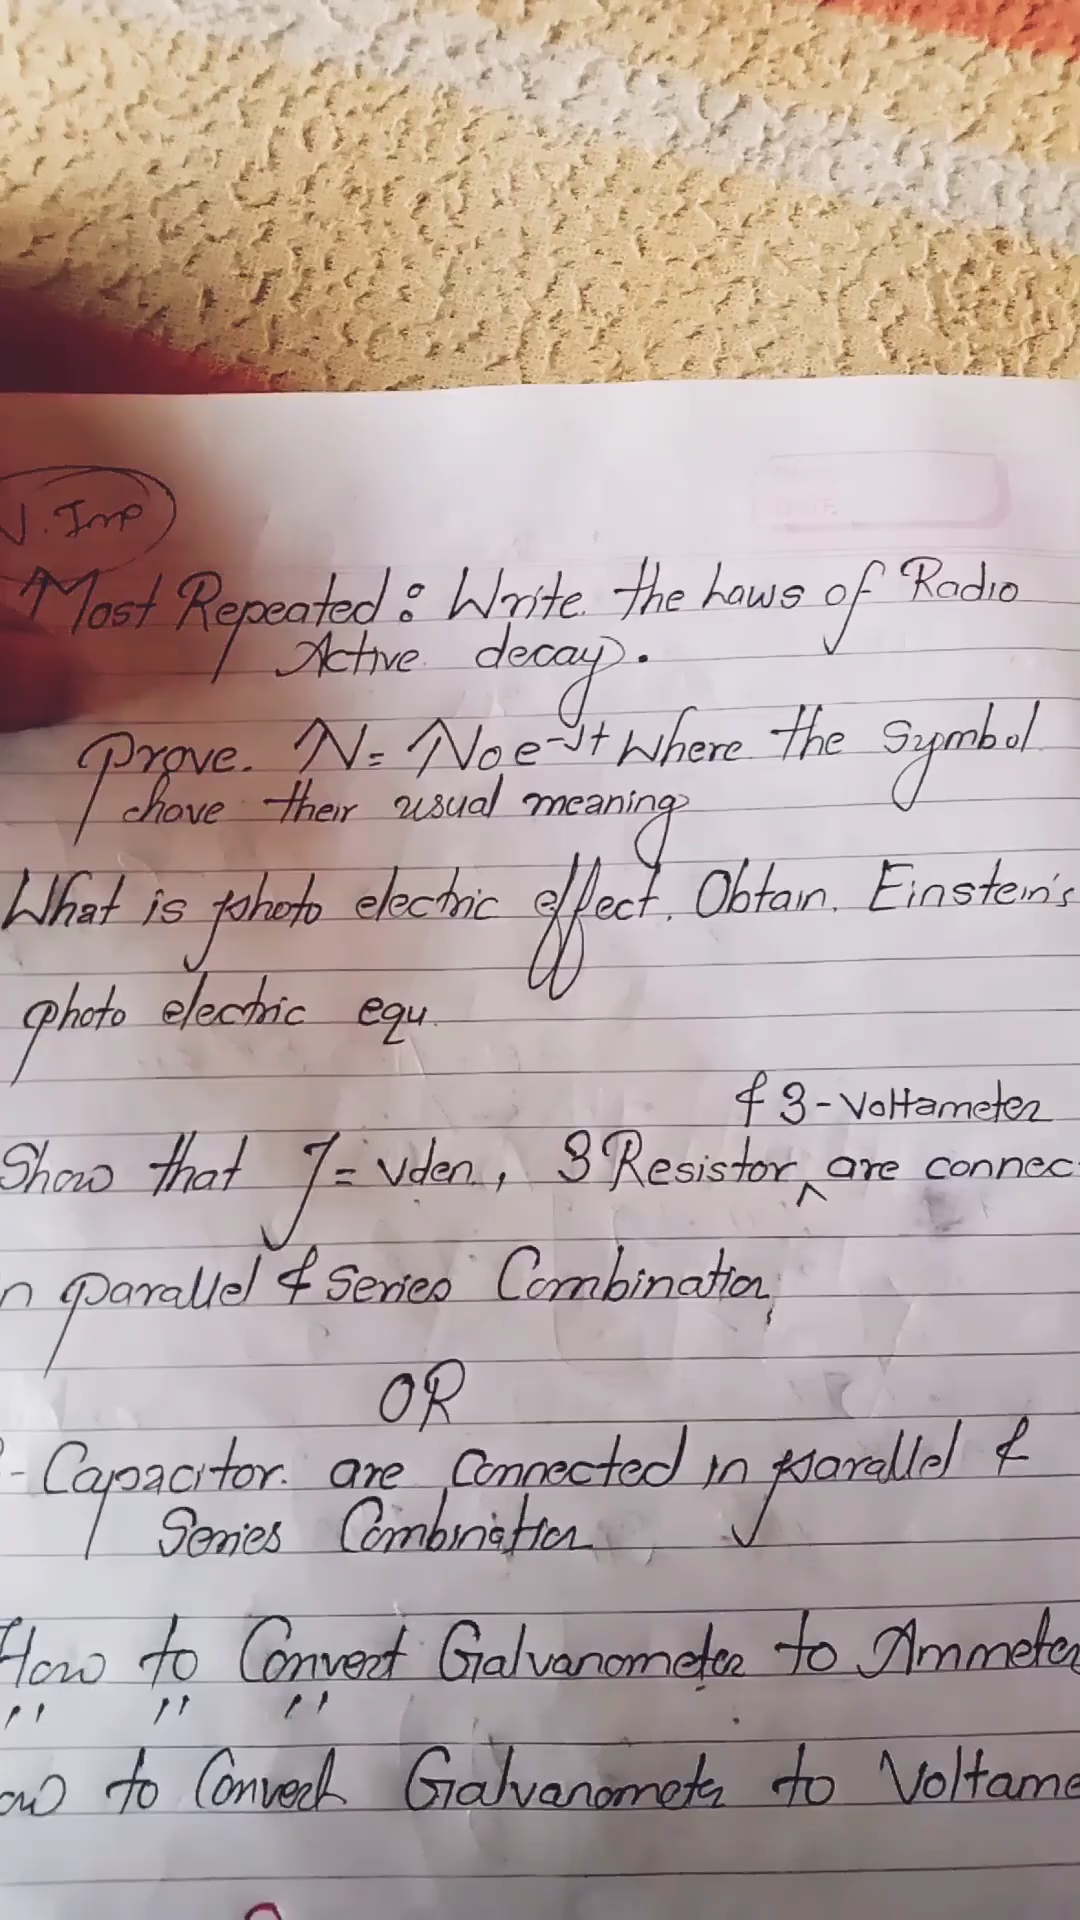 V. Imp
Most Repeated: Write the Laws of Radio
Active decay.
Prove. N = Noe-λt Where the Symbol
chave their usual meaning
What is photo electric effect. Obtain. Einstein's
photo electric equ.
& 3-Voltameter
Show that J = vden, 3 Resistor ^ are connec
n parallel & Series Combination,
OR
- Capacitor. are Connected in parallel &
Series Combination
How to Convert Galvanometer to Ammeter
" " "
ow to Convert Galvanometer to Voltame